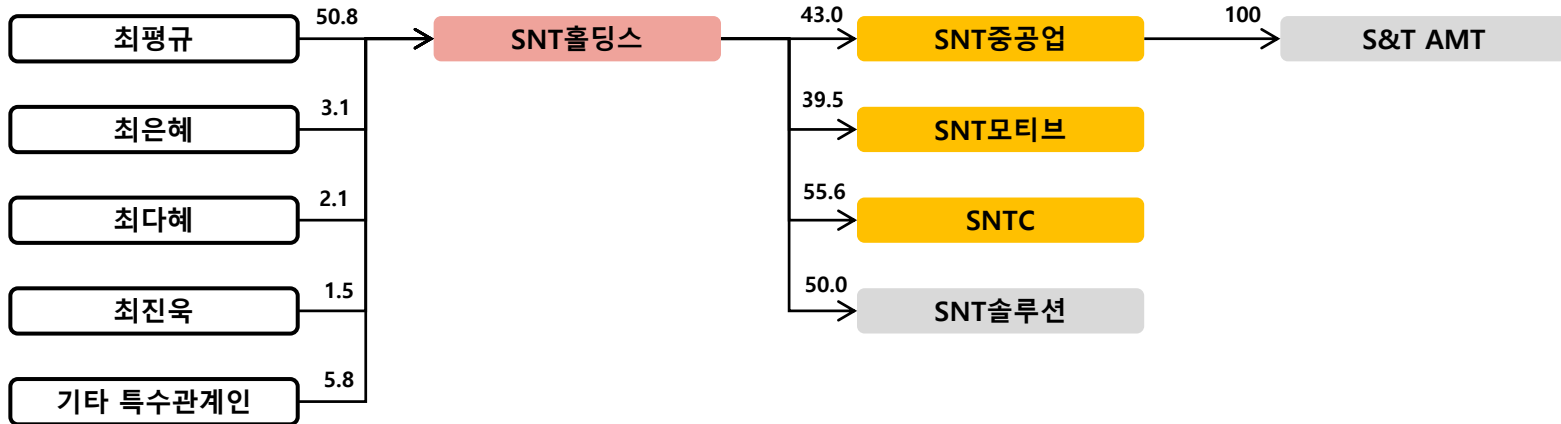 최평규
50.8
SNT홀딩스
43.0
SNT중공업
100
S&T AMT
최은혜
3.1
39.5
SNT모티브
최다혜
2.1
55.6
SNTC
최진욱
1.5
50.0
SNT솔루션
기타 특수관계인
5.8